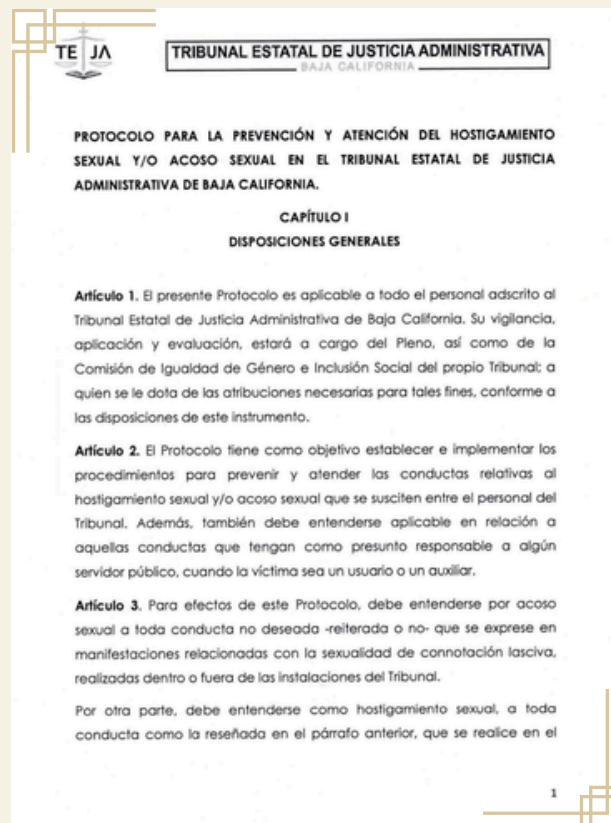 TEJA
TRIBUNAL ESTATAL DE JUSTICIA ADMINISTRATIVA
BAJA CALIFORNIA
PROTOCOLO PARA LA PREVENCIÓN Y ATENCIÓN DEL HOSTIGAMIENTO
SEXUAL Y/O ACOSO SEXUAL EN EL TRIBUNAL ESTATAL DE JUSTICIA
ADMINISTRATIVA DE BAJA CALIFORNIA.
CAPÍTULO I
DISPOSICIONES GENERALES
Artículo 1. El presente Protocolo es aplicable a todo el personal adscrito al
Tribunal Estatal de Justicia Administrativa de Baja California. Su vigilancia,
aplicación y evaluación, estará a cargo del Pleno, así como de la
Comisión de Igualdad de Género e Inclusión Social del propio Tribunal; a
quien se le dota de las atribuciones necesarias para tales fines, conforme a
las disposiciones de este instrumento.
Artículo 2. El Protocolo tiene como objetivo establecer e implementar los
procedimientos para prevenir y atender las conductas relativas al
hostigamiento sexual y/o acoso sexual que se susciten entre el personal del
Tribunal. Además, también debe entenderse aplicable en relación a
aquellas conductas que tengan como presunto responsable a algún
servidor público, cuando la víctima sea un usuario o un auxiliar.
Artículo 3. Para efectos de este Protocolo, debe entenderse por acoso
sexual a toda conducta no deseada -reiterada o no- que se exprese en
manifestaciones relacionadas con la sexualidad de connotación lasciva,
realizadas dentro o fuera de las instalaciones del Tribunal.
Por otra parte, debe entenderse como hostigamiento sexual, a toda
conducta como la reseñada en el párrafo anterior, que se realice en el
1